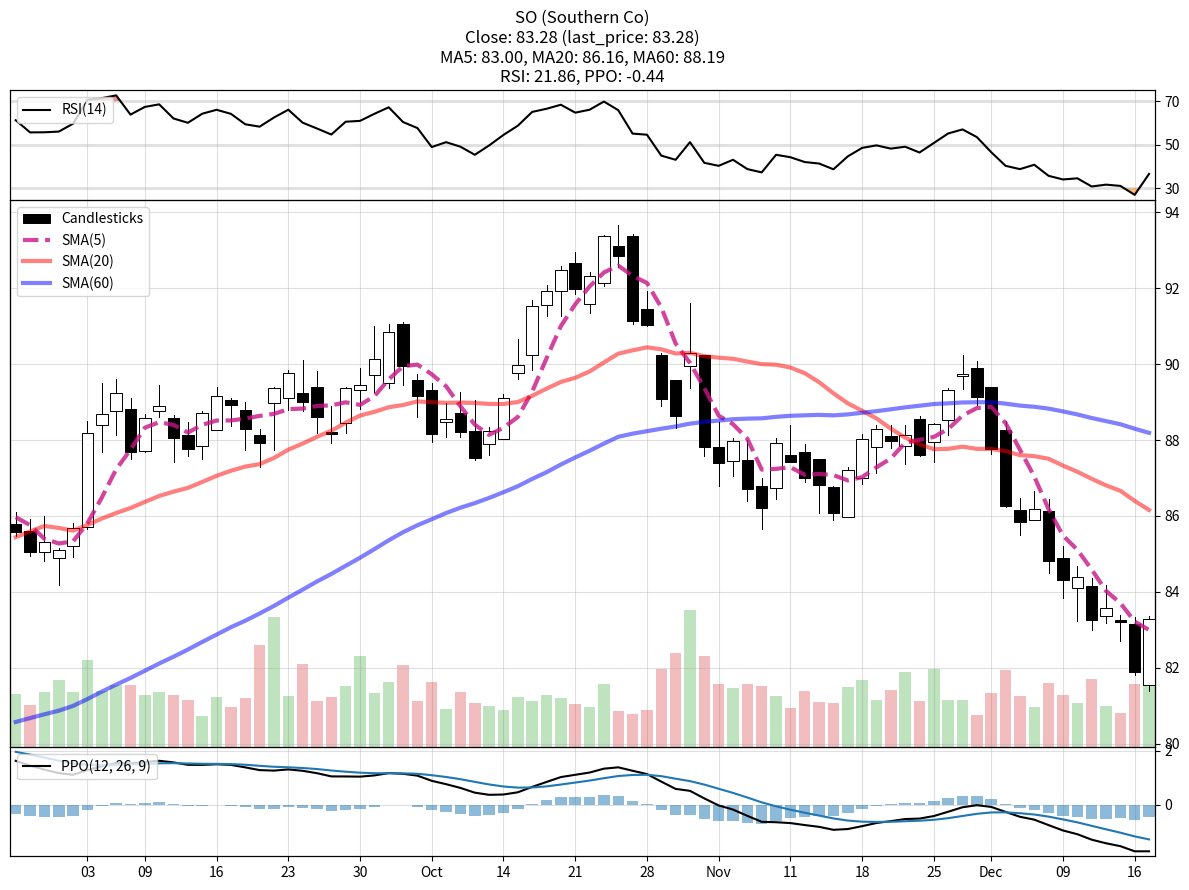 SO (Southern Co)
Close: 83.28 (last_price: 83.28)
MA5: 83.00, MA20: 86.16, MA60: 88.19
RSI: 21.86, PPO: -0.44
RSI(14)
70
50
30
Candlesticks
SMA(5)
SMA(20)
SMA(60)
94
92
90
88
86
84
82
80
PPO(12, 26, 9)
2
0
03 09 16 23 30 Oct 14 21 28 Nov 11 18 25 Dec 09 16